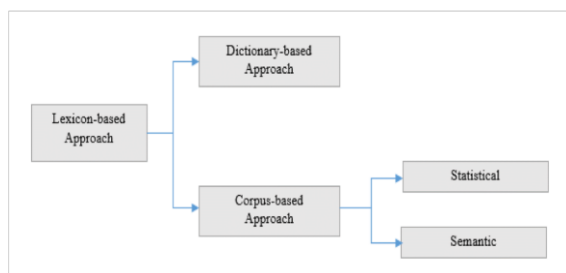 Dictionary-based
Approach
Lexicon-based
Approach
Corpus-based
Approach
Statistical
Semantic